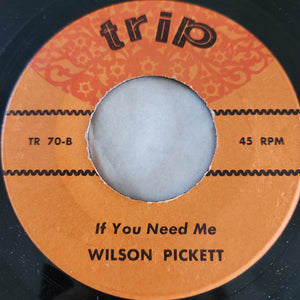 trip
TR 70-B
45 RPM
If You Need Me
WILSON PICKETT